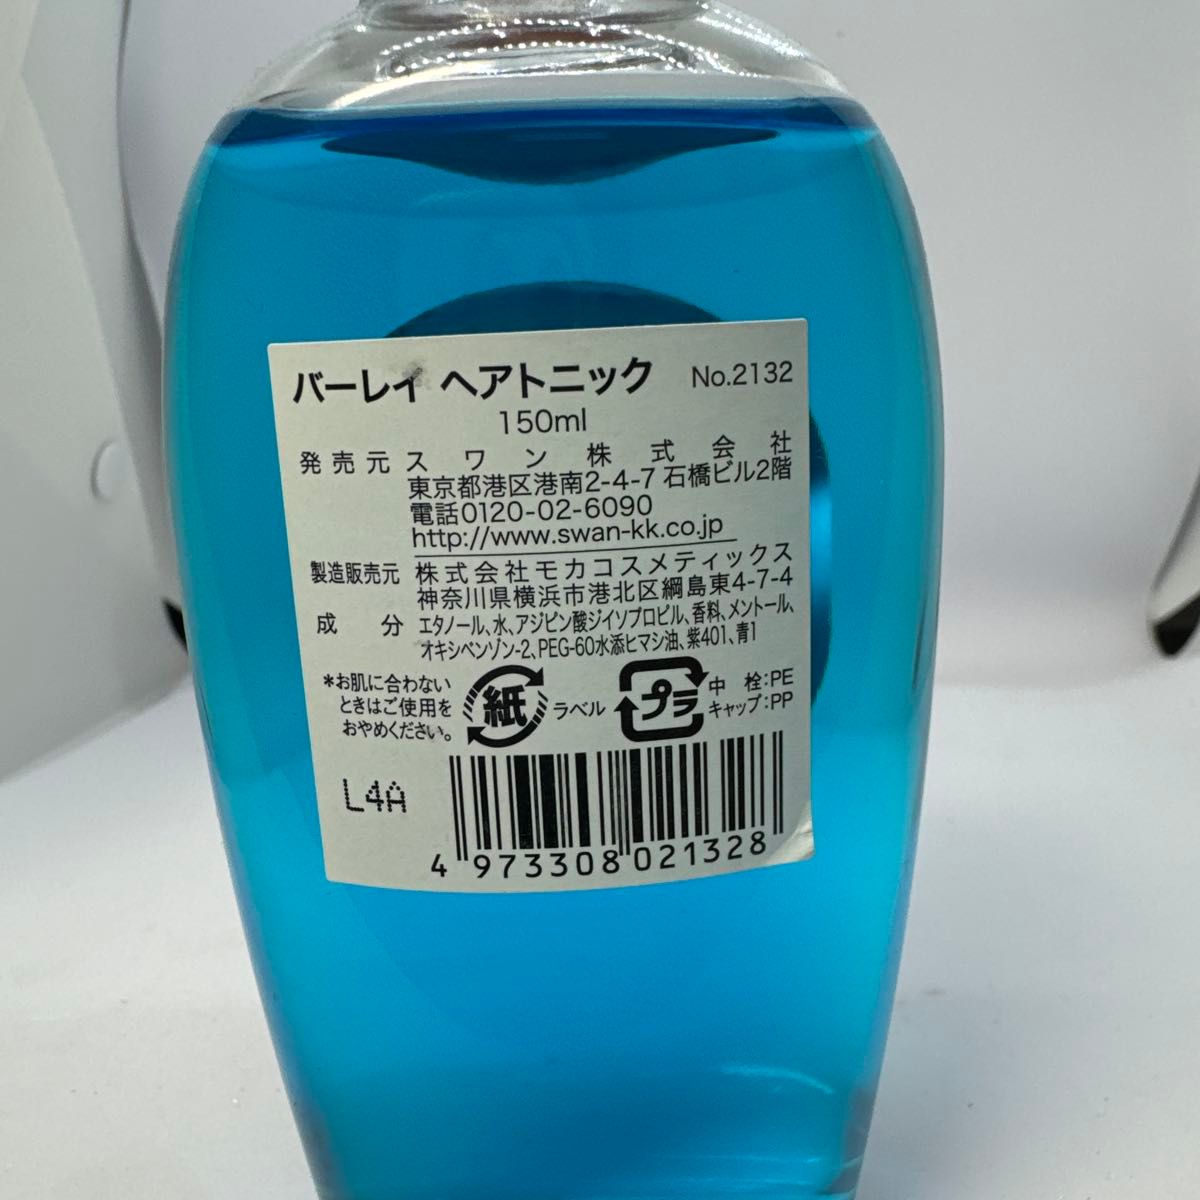 バーレイ ヘアトニック No.2132
150ml
発売元 スワン株式会社
東京都港区港南2-4-7 石橋ビル2階
電話0120-02-6090
http://www.swan-kk.co.jp
製造販売元 株式会社モカコスメティックス
神奈川県横浜市港北区綱島東4-7-4
成分 エタノール、水、アジピン酸ジイソプロピル、香料、メントール、
オキシベンゾン-2、PEG-60水添ヒマシ油、紫401、青1
*お肌に合わない
ときはご使用を
おやめください。
紙 ラベル
プラ 中栓:PE
キャップ:PP
L4A
4 973308 021328